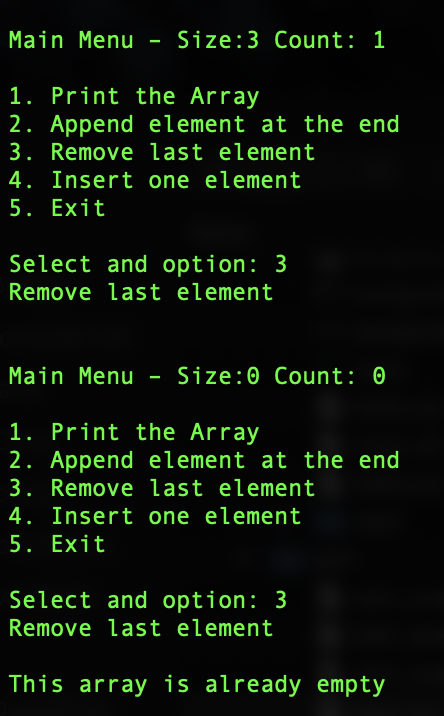 Main Menu – Size:3 Count: 1
1. Print the Array
2. Append element at the end
3. Remove last element
4. Insert one element
5. Exit
Select and option: 3
Remove last element
Main Menu – Size:0 Count: 0
1. Print the Array
2. Append element at the end
3. Remove last element
4. Insert one element
5. Exit
Select and option: 3
Remove last element
This array is already empty